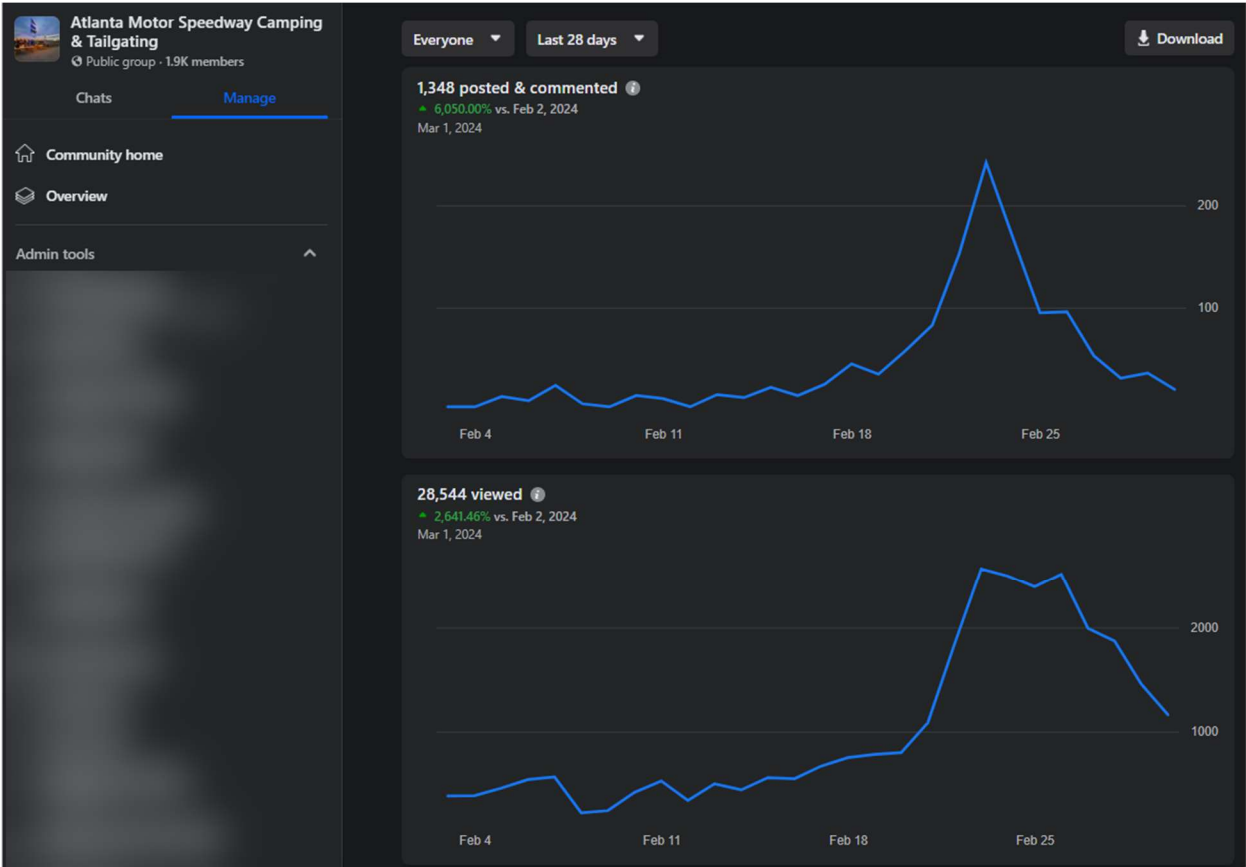 Atlanta Motor Speedway Camping
& Tailgating
Public group · 1.9K members
Chats
Manage
Community home
Overview
Admin tools
Everyone
Last 28 days
Download
1,348 posted & commented
6,050.00% vs. Feb 2, 2024
Mar 1, 2024
200
100
Feb 4
Feb 11
Feb 18
Feb 25
28,544 viewed
2,641.46% vs. Feb 2, 2024
Mar 1, 2024
2000
1000
Feb 4
Feb 11
Feb 18
Feb 25